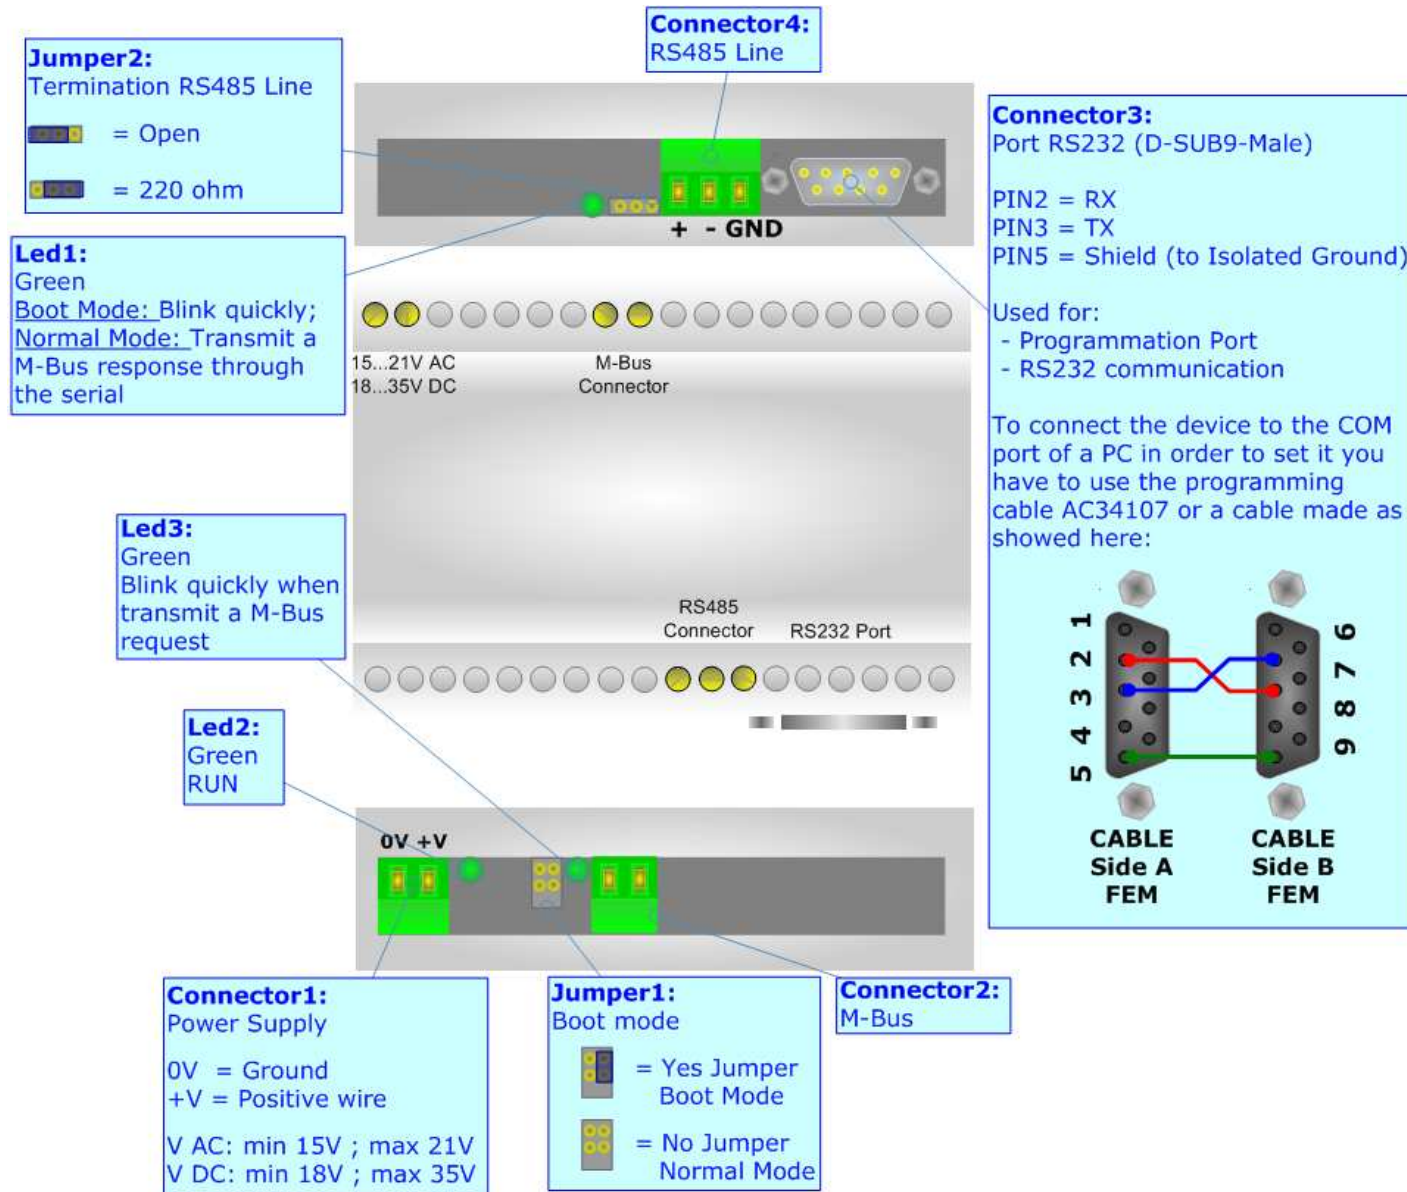 Connector4:
RS485 Line
Jumper2:
Termination RS485 Line
= Open
= 220 ohm
Led1:
Green
Boot Mode: Blink quickly;
Normal Mode: Transmit a
M-Bus response through
the serial
+ - GND
15...21V AC
18...35V DC
M-Bus
Connector
Led3:
Green
Blink quickly when
transmit a M-Bus
request
RS485
Connector
RS232 Port
Led2:
Green
RUN
0V +V
Connector1:
Power Supply
0V = Ground
+V = Positive wire
V AC: min 15V ; max 21V
V DC: min 18V ; max 35V
Jumper1:
Boot mode
= Yes Jumper
Boot Mode
= No Jumper
Normal Mode
Connector2:
M-Bus
Connector3:
Port RS232 (D-SUB9-Male)
PIN2 = RX
PIN3 = TX
PIN5 = Shield (to Isolated Ground)
Used for:
- Programmation Port
- RS232 communication
To connect the device to the COM
port of a PC in order to set it you
have to use the programming
cable AC34107 or a cable made as
showed here:
1
2
3
4
5
6
7
8
9
CABLE
Side A
FEM
CABLE
Side B
FEM